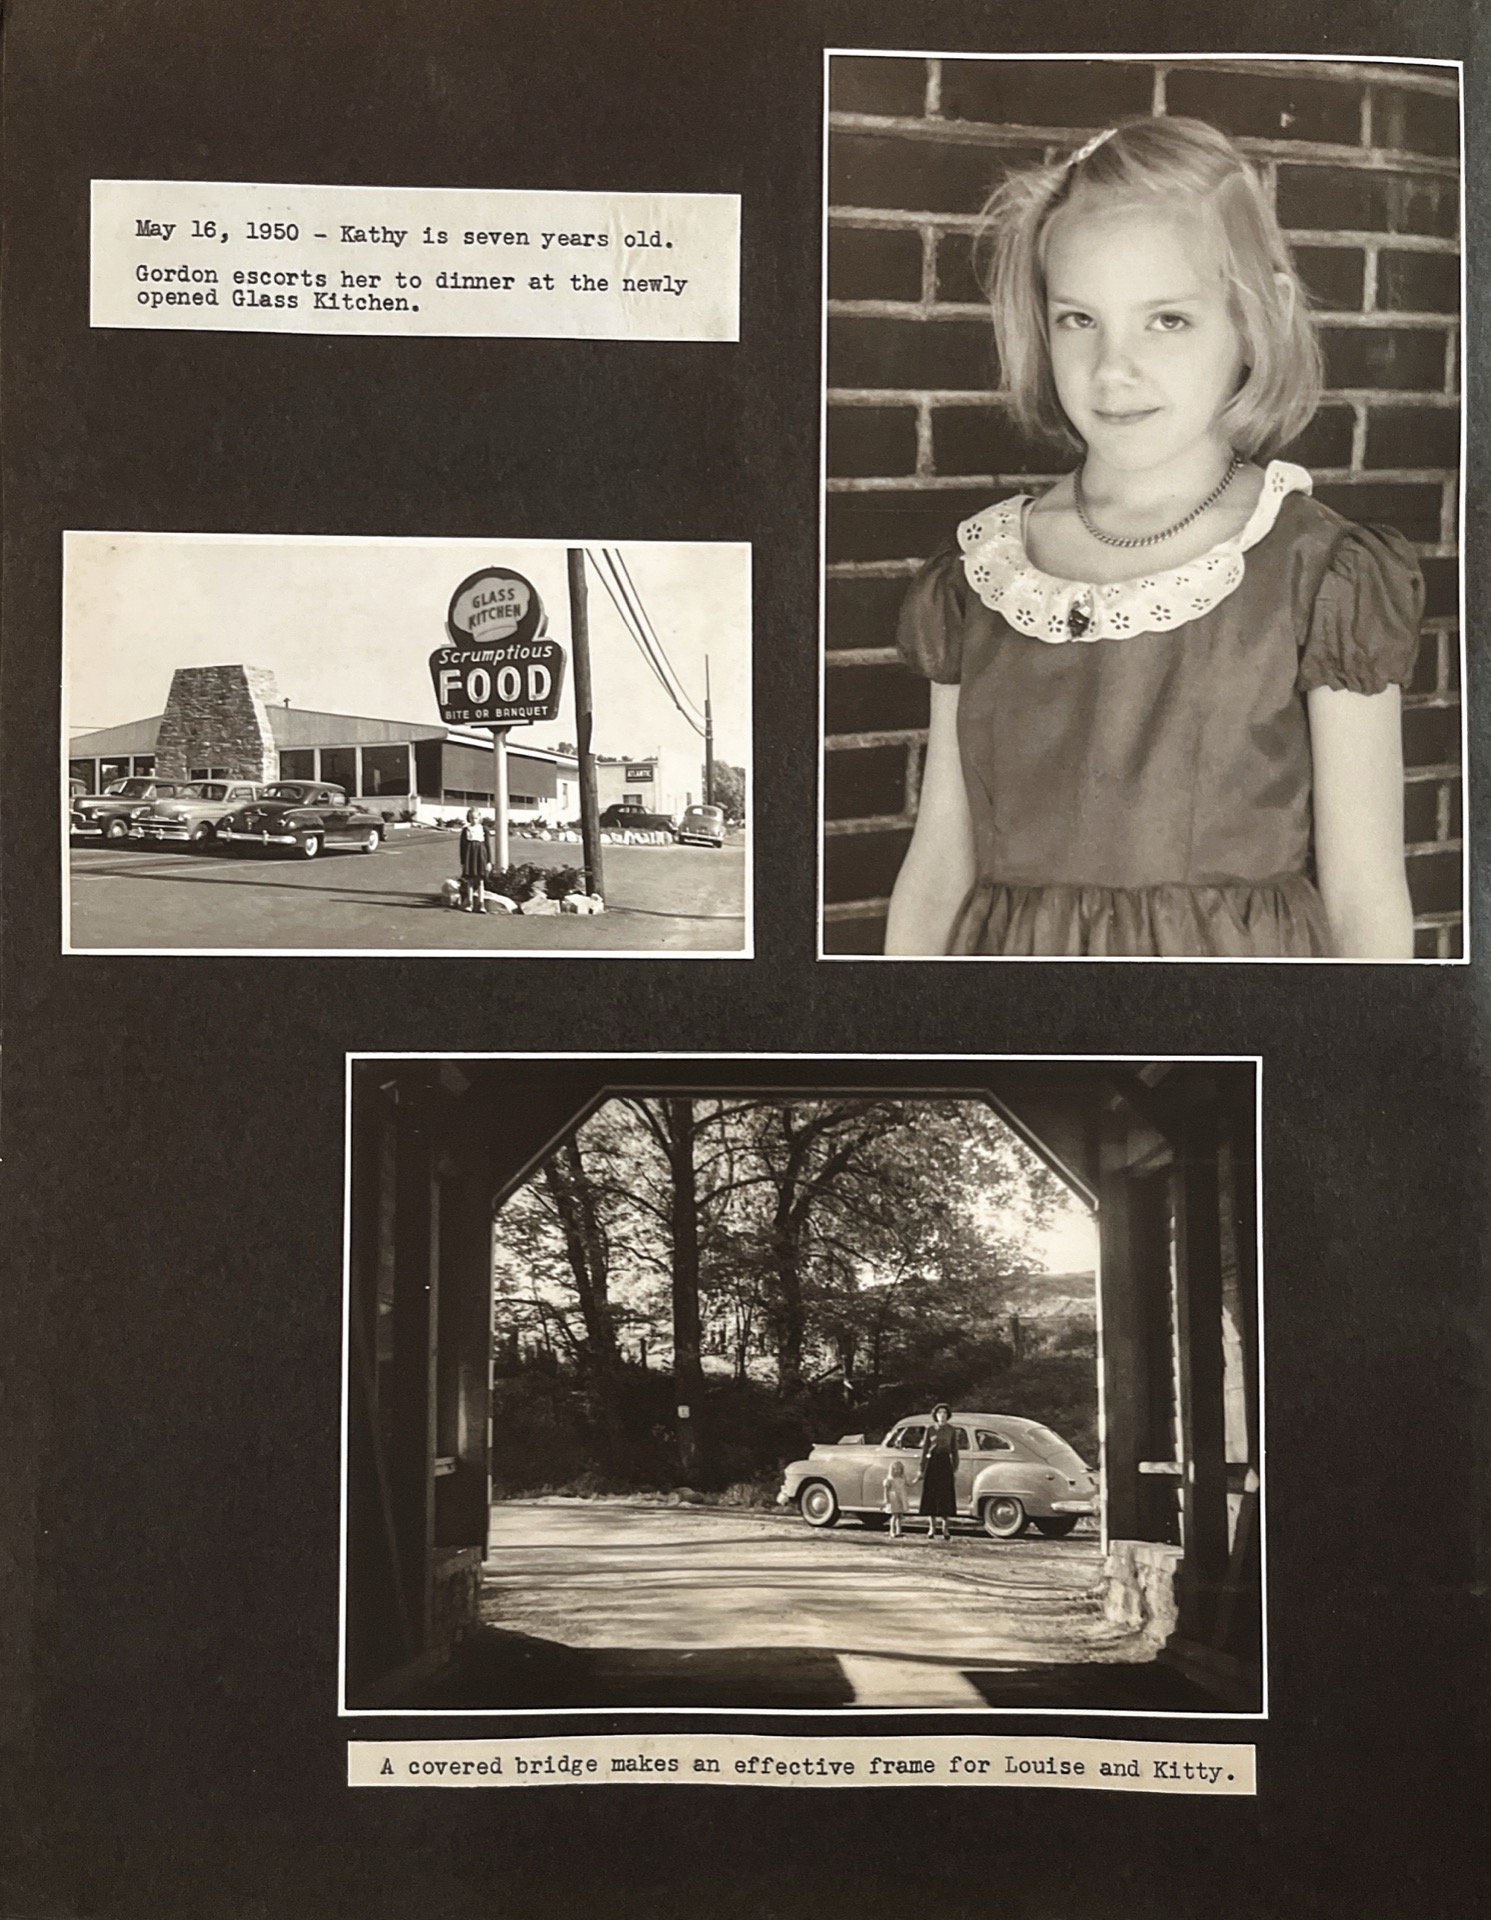 May 16, 1950 – Kathy is seven years old.
Gordon escorts her to dinner at the newly
opened Glass Kitchen.
GLASS
KITCHEN
Scrumptious
FOOD
BITE OR BANQUET
ATLANTIC
A covered bridge makes an effective frame for Louise and Kitty.